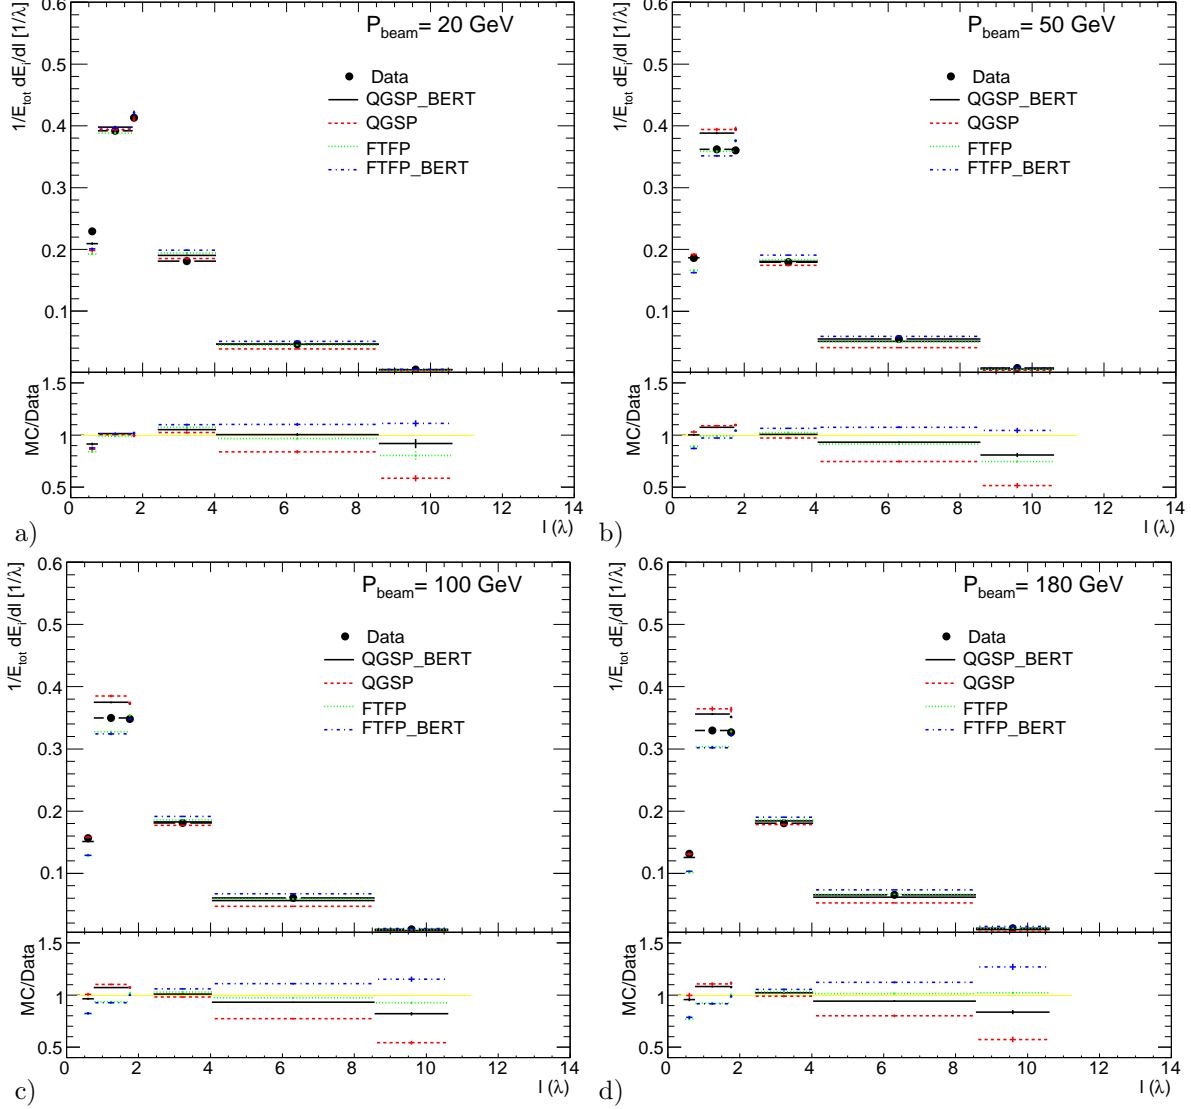 1/E_tot dE_i/dl [1/λ]
P_beam= 20 GeV
Data
QGSP_BERT
QGSP
FTFP
FTFP_BERT
0.6
0.5
0.4
0.3
0.2
0.1
MC/Data
1.5
1
0.5
0 2 4 6 8 10 12 14
l (λ)
a)
1/E_tot dE_i/dl [1/λ]
P_beam= 50 GeV
Data
QGSP_BERT
QGSP
FTFP
FTFP_BERT
0.6
0.5
0.4
0.3
0.2
0.1
MC/Data
1.5
1
0.5
0 2 4 6 8 10 12 14
l (λ)
b)
1/E_tot dE_i/dl [1/λ]
P_beam= 100 GeV
Data
QGSP_BERT
QGSP
FTFP
FTFP_BERT
0.6
0.5
0.4
0.3
0.2
0.1
MC/Data
1.5
1
0.5
0 2 4 6 8 10 12 14
l (λ)
c)
1/E_tot dE_i/dl [1/λ]
P_beam= 180 GeV
Data
QGSP_BERT
QGSP
FTFP
FTFP_BERT
0.6
0.5
0.4
0.3
0.2
0.1
MC/Data
1.5
1
0.5
0 2 4 6 8 10 12 14
l (λ)
d)